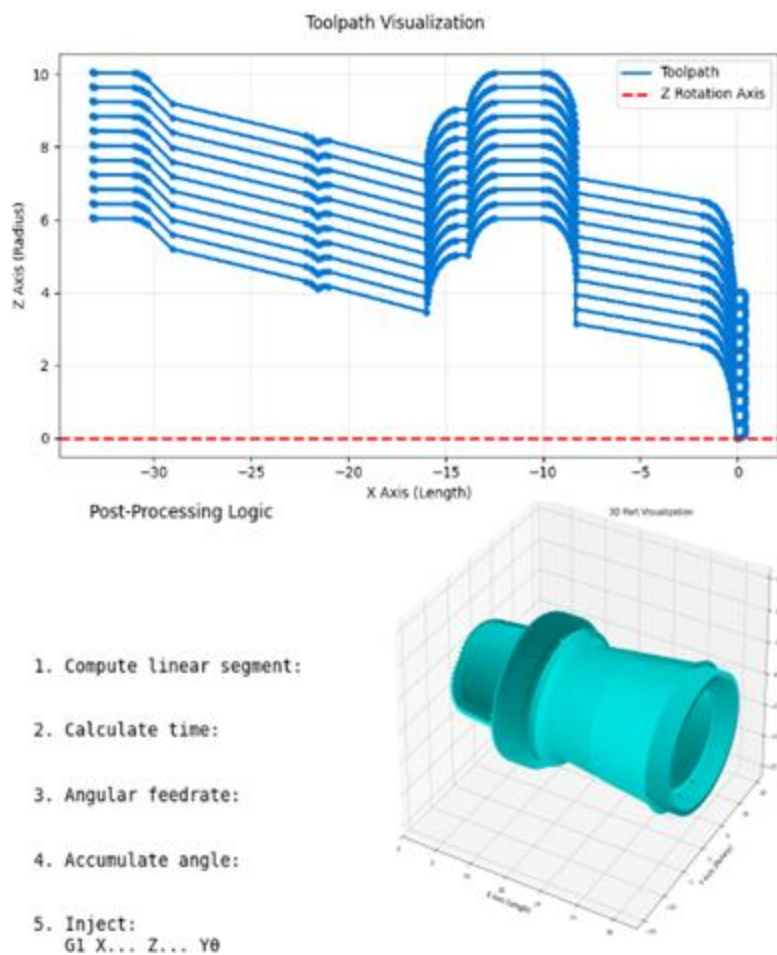 Toolpath Visualization
Toolpath
Z Rotation Axis
Z Axis (Radius)
10
8
6
4
2
0
−30
−25
−20
−15
−10
−5
0
X Axis (Length)
Post-Processing Logic
3D Part Visualization
1. Compute linear segment:
2. Calculate time:
3. Angular feedrate:
4. Accumulate angle:
5. Inject:
G1 X... Z... Yθ